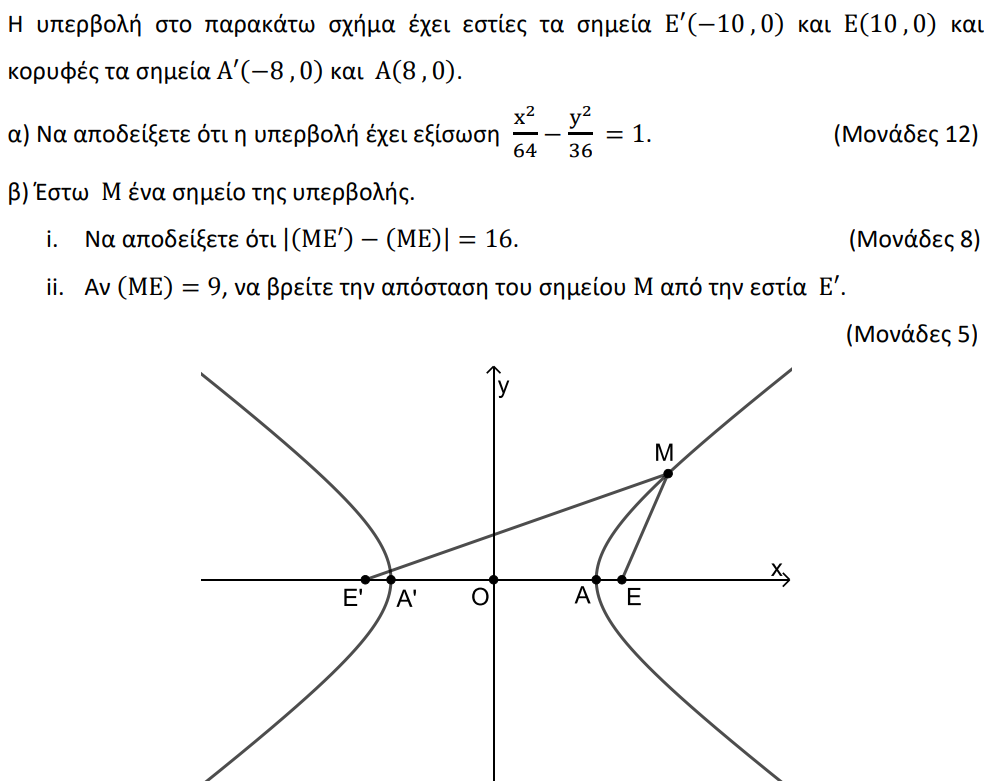 Η υπερβολή στο παρακάτω σχήμα έχει εστίες τα σημεία Ε′(−10 , 0) και Ε(10 , 0) και
κορυφές τα σημεία Α′(−8 , 0) και Α(8 , 0).
α) Να αποδείξετε ότι η υπερβολή έχει εξίσωση x²/64 − y²/36 = 1. (Μονάδες 12)
β) Έστω Μ ένα σημείο της υπερβολής.
i. Να αποδείξετε ότι |(ΜΕ′) − (ΜΕ)| = 16. (Μονάδες 8)
ii. Αν (ΜΕ) = 9, να βρείτε την απόσταση του σημείου Μ από την εστία Ε′.
(Μονάδες 5)
y
M
x
E' A' O A E